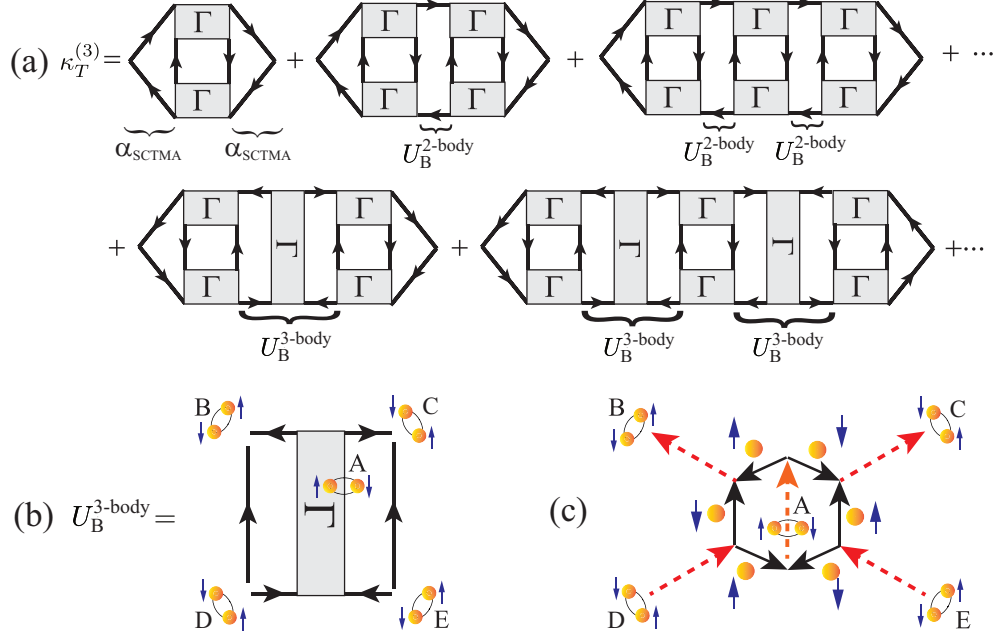 (a) κ_T^(3) = Γ Γ + Γ Γ Γ Γ + Γ Γ Γ Γ Γ Γ + ...
α_SCTMA α_SCTMA U_B^2-body U_B^2-body U_B^2-body
+ Γ Γ Γ Γ Γ + Γ Γ Γ Γ Γ Γ Γ Γ +...
U_B^3-body U_B^3-body U_B^3-body
(b) U_B^3-body = B C A Γ D E
(c) B C A D E